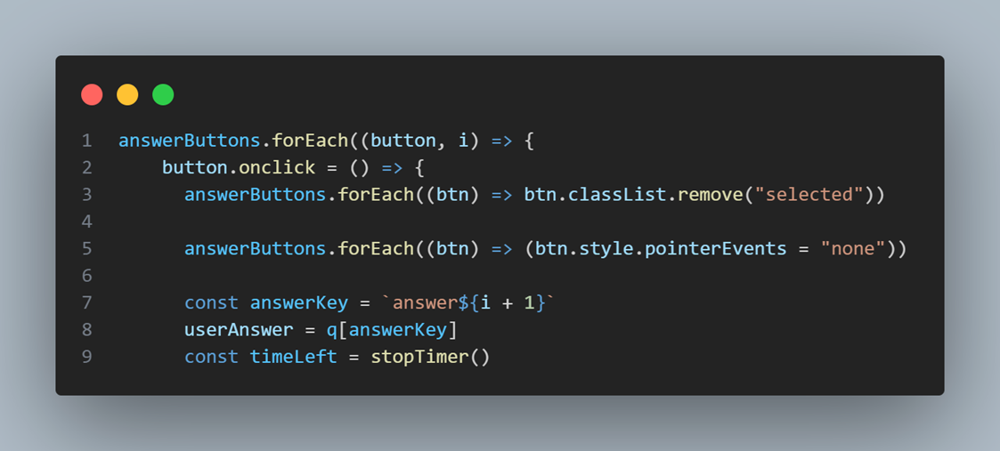 1 answerButtons.forEach((button, i) => {
2 button.onclick = () => {
3 answerButtons.forEach((btn) => btn.classList.remove("selected"))
4
5 answerButtons.forEach((btn) => (btn.style.pointerEvents = "none"))
6
7 const answerKey = `answer${i + 1}`
8 userAnswer = q[answerKey]
9 const timeLeft = stopTimer()